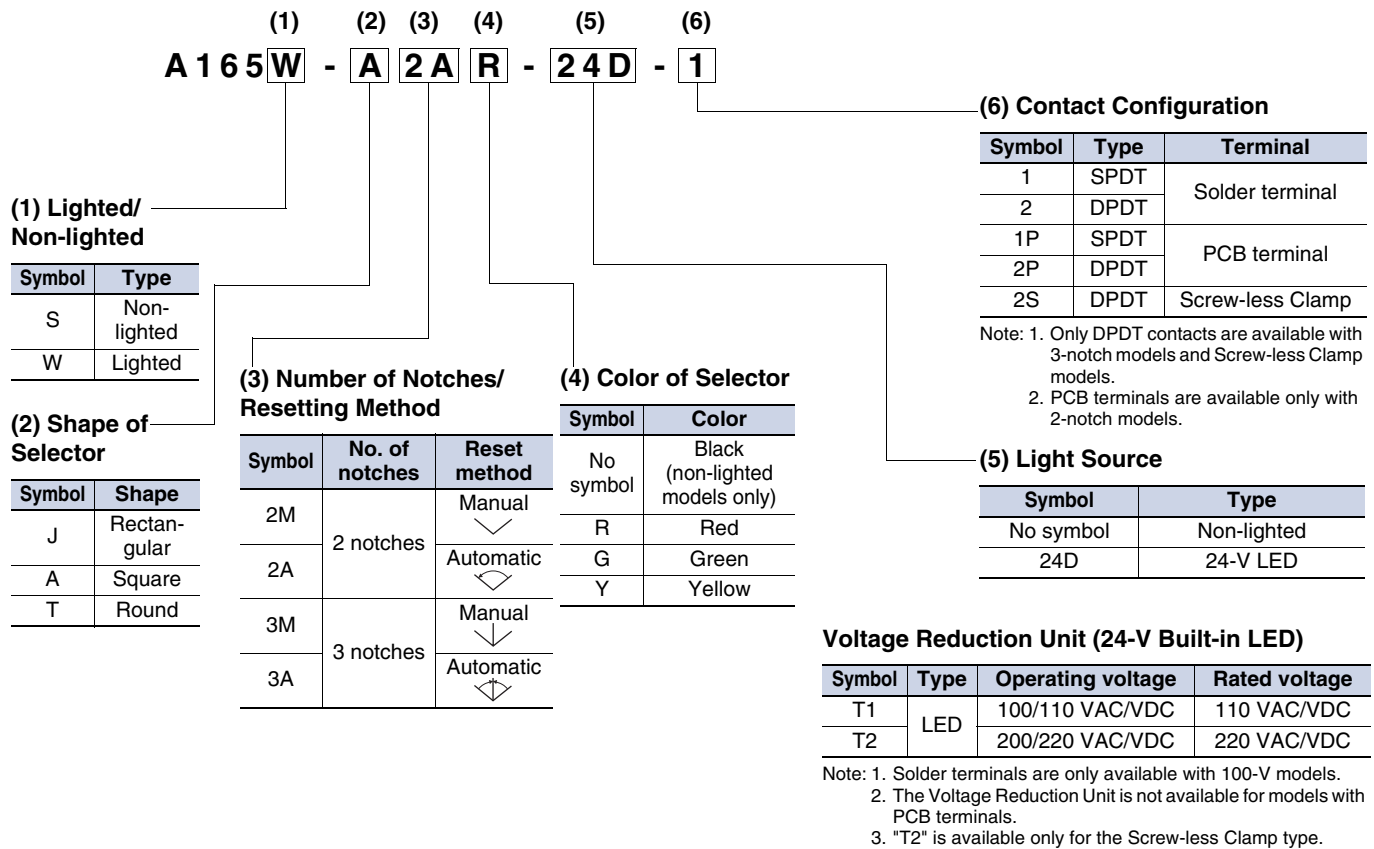 (1) (2) (3) (4) (5) (6)
A165W - A 2A R - 24D - 1
(1) Lighted/
Non-lighted
Symbol Type
S Non-
lighted
W Lighted
(2) Shape of
Selector
Symbol Shape
J Rectan-
gular
A Square
T Round
(3) Number of Notches/
Resetting Method
Symbol No. of
notches Reset
method
2M 2 notches Manual
2A Automatic
3M 3 notches Manual
3A Automatic
(4) Color of Selector
Symbol Color
No
symbol Black
(non-lighted
models only)
R Red
G Green
Y Yellow
(6) Contact Configuration
Symbol Type Terminal
1 SPDT Solder terminal
2 DPDT
1P SPDT PCB terminal
2P DPDT
2S DPDT Screw-less Clamp
Note: 1. Only DPDT contacts are available with
3-notch models and Screw-less Clamp
models.
2. PCB terminals are available only with
2-notch models.
(5) Light Source
Symbol Type
No symbol Non-lighted
24D 24-V LED
Voltage Reduction Unit (24-V Built-in LED)
Symbol Type Operating voltage Rated voltage
T1 LED 100/110 VAC/VDC 110 VAC/VDC
T2 200/220 VAC/VDC 220 VAC/VDC
Note: 1. Solder terminals are only available with 100-V models.
2. The Voltage Reduction Unit is not available for models with
PCB terminals.
3. "T2" is available only for the Screw-less Clamp type.